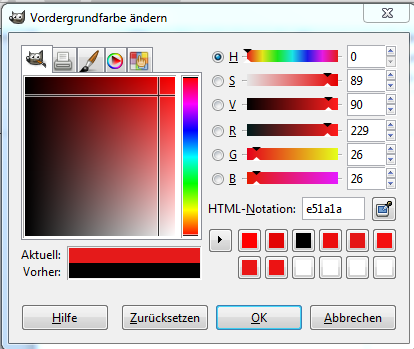 Vordergrundfarbe ändern
H 0
S 89
V 90
R 229
G 26
B 26
HTML-Notation: e51a1a
Aktuell:
Vorher:
Hilfe Zurücksetzen OK Abbrechen